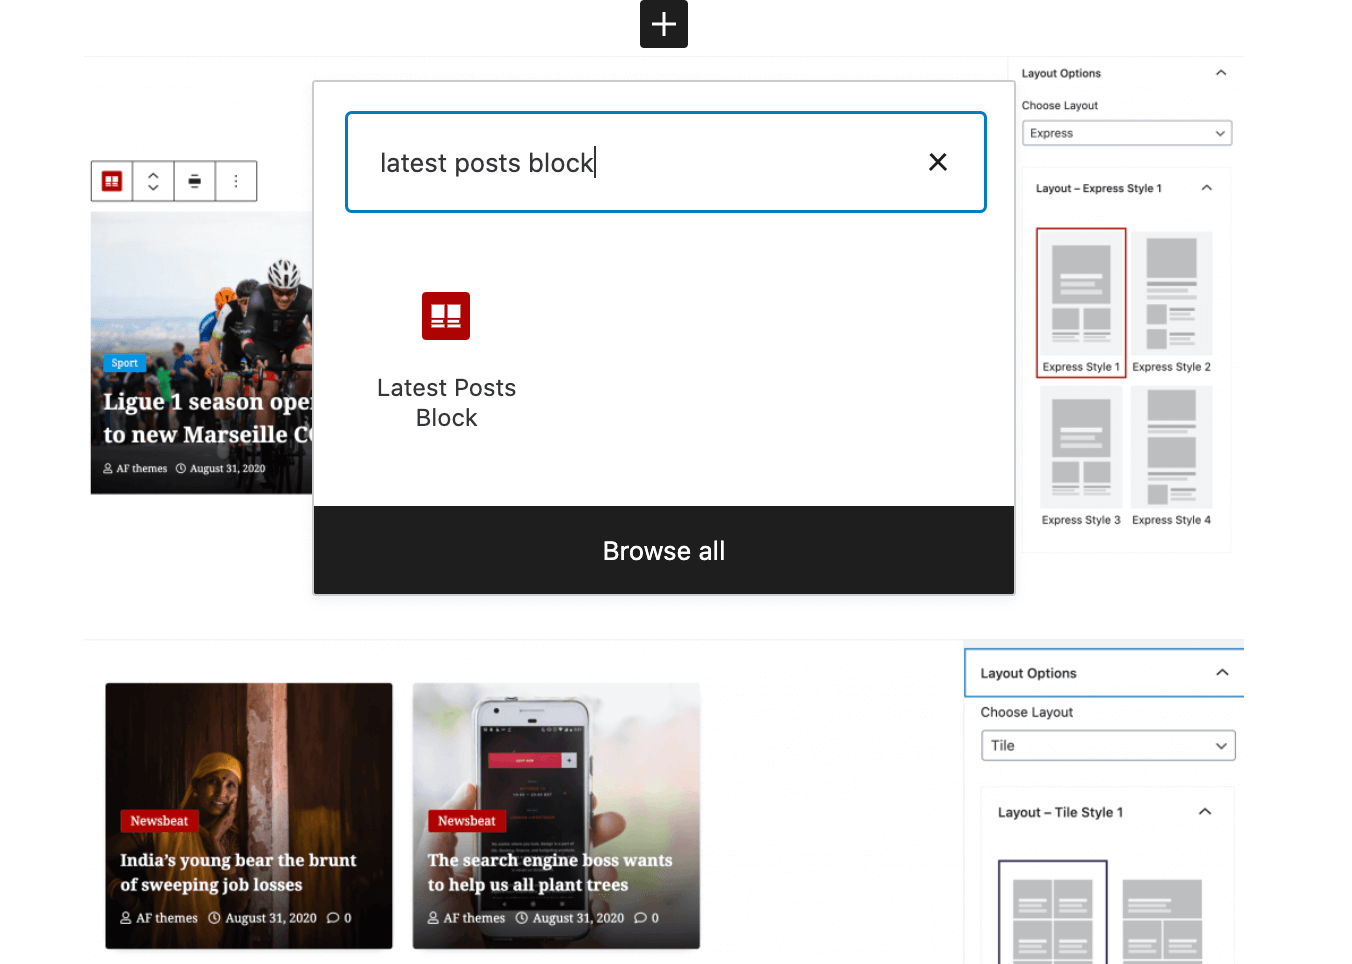 Layout Options
Choose Layout
Express
latest posts block
Layout – Express Style 1
Latest Posts
Block
Browse all
Sport
Ligue 1 season ope
to new Marseille C
AF themes August 31, 2020
Express Style 1 Express Style 2
Express Style 3 Express Style 4
Layout Options
Choose Layout
Tile
Layout – Tile Style 1
Newsbeat
India's young bear the brunt
of sweeping job losses
AF themes August 31, 2020 0
Newsbeat
The search engine boss wants
to help us all plant trees
AF themes August 31, 2020 0